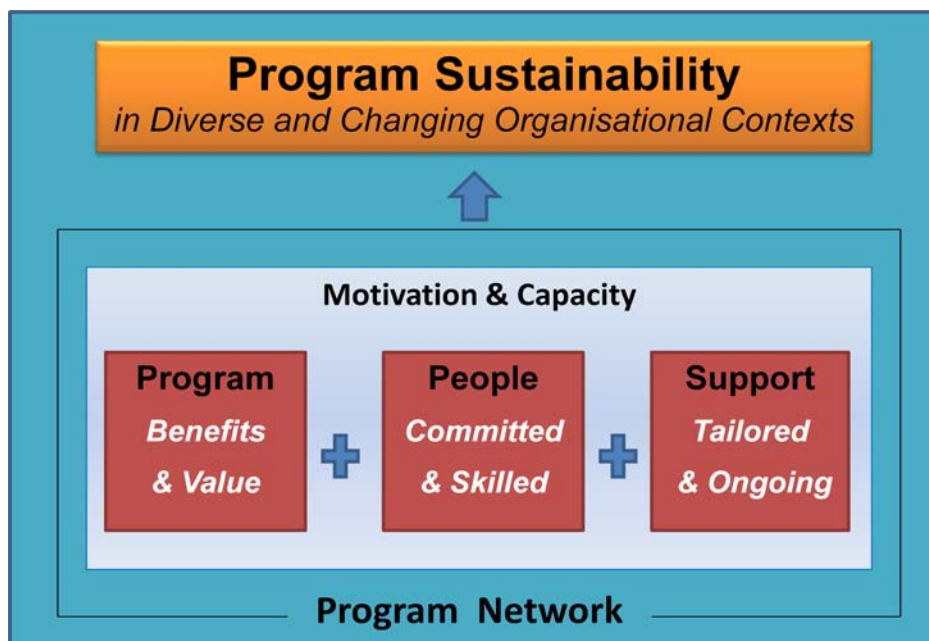 Program Sustainability
in Diverse and Changing Organisational Contexts
Motivation & Capacity
Program
Benefits
& Value
People
Committed
& Skilled
Support
Tailored
& Ongoing
Program Network